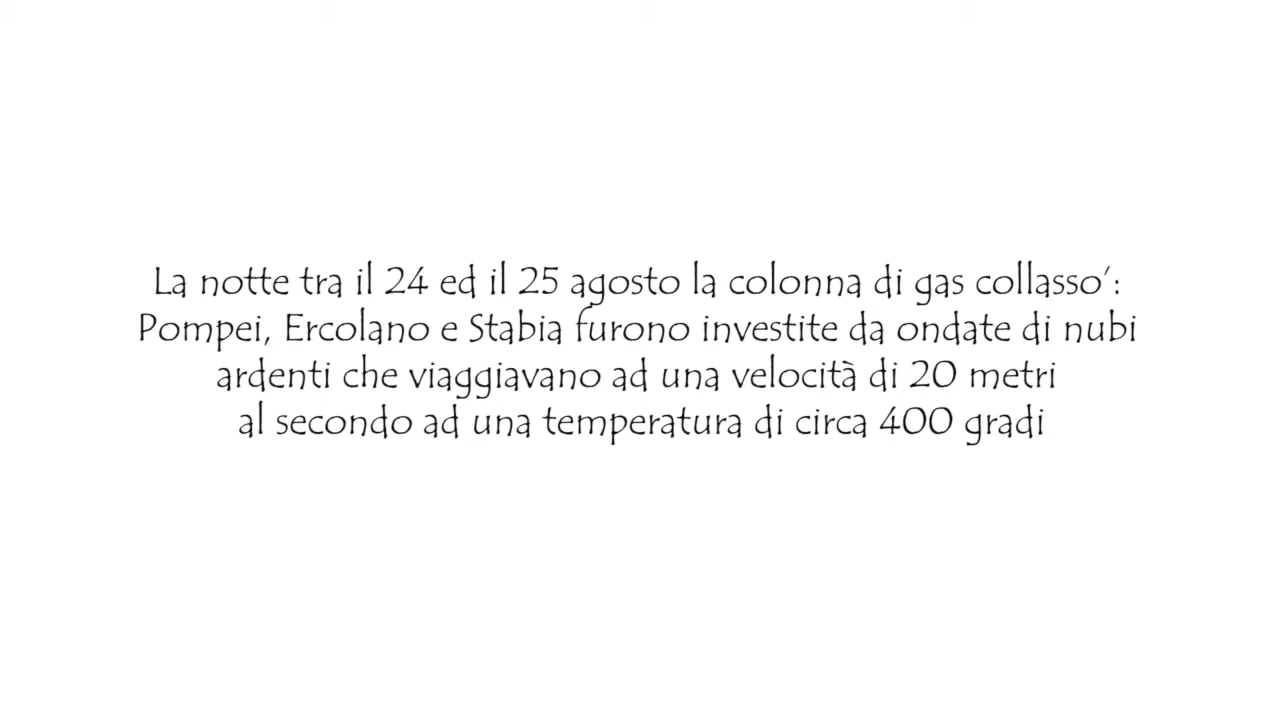 La notte tra il 24 ed il 25 agosto la colonna di gas collasso':
Pompei, Ercolano e Stabia furono investite da ondate di nubi
ardenti che viaggiavano ad una velocità di 20 metri
al secondo ad una temperatura di circa 400 gradi